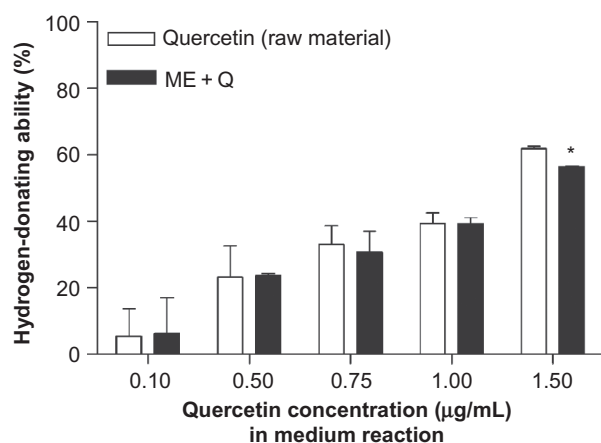 100
80
60
40
20
0
Hydrogen-donating ability (%)
Quercetin (raw material)
ME + Q
*
0.10 0.50 0.75 1.00 1.50
Quercetin concentration (μg/mL)
in medium reaction